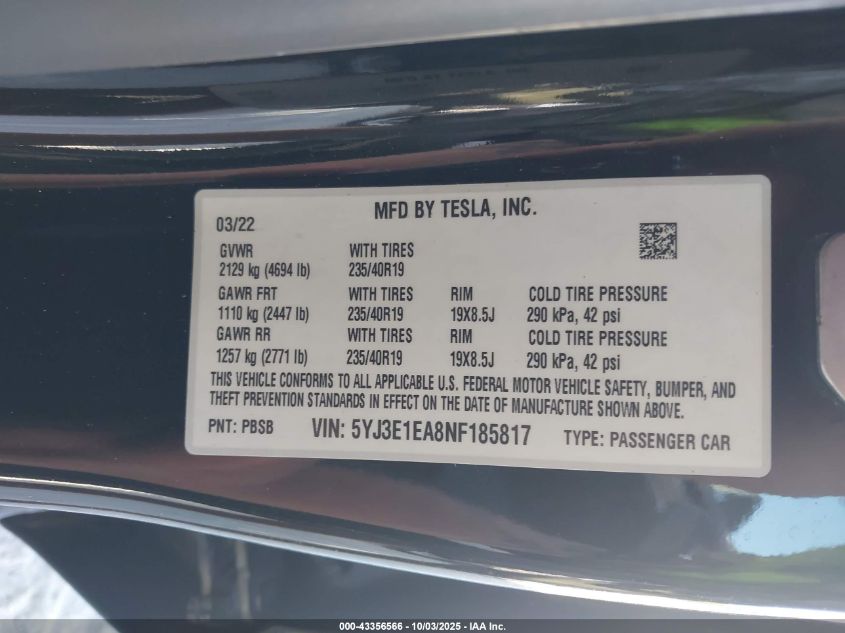 MFD BY TESLA, INC.
03/22
GVWR WITH TIRES
2129 kg (4694 lb) 235/40R19
GAWR FRT WITH TIRES RIM COLD TIRE PRESSURE
1110 kg (2447 lb) 235/40R19 19X8.5J 290 kPa, 42 psi
GAWR RR WITH TIRES RIM COLD TIRE PRESSURE
1257 kg (2771 lb) 235/40R19 19X8.5J 290 kPa, 42 psi
THIS VEHICLE CONFORMS TO ALL APPLICABLE U.S. FEDERAL MOTOR VEHICLE SAFETY, BUMPER, AND
THEFT PREVENTION STANDARDS IN EFFECT ON THE DATE OF MANUFACTURE SHOWN ABOVE.
PNT: PBSB VIN: 5YJ3E1EA8NF185817 TYPE: PASSENGER CAR
000-43356566 - 10/03/2025 - IAA Inc.